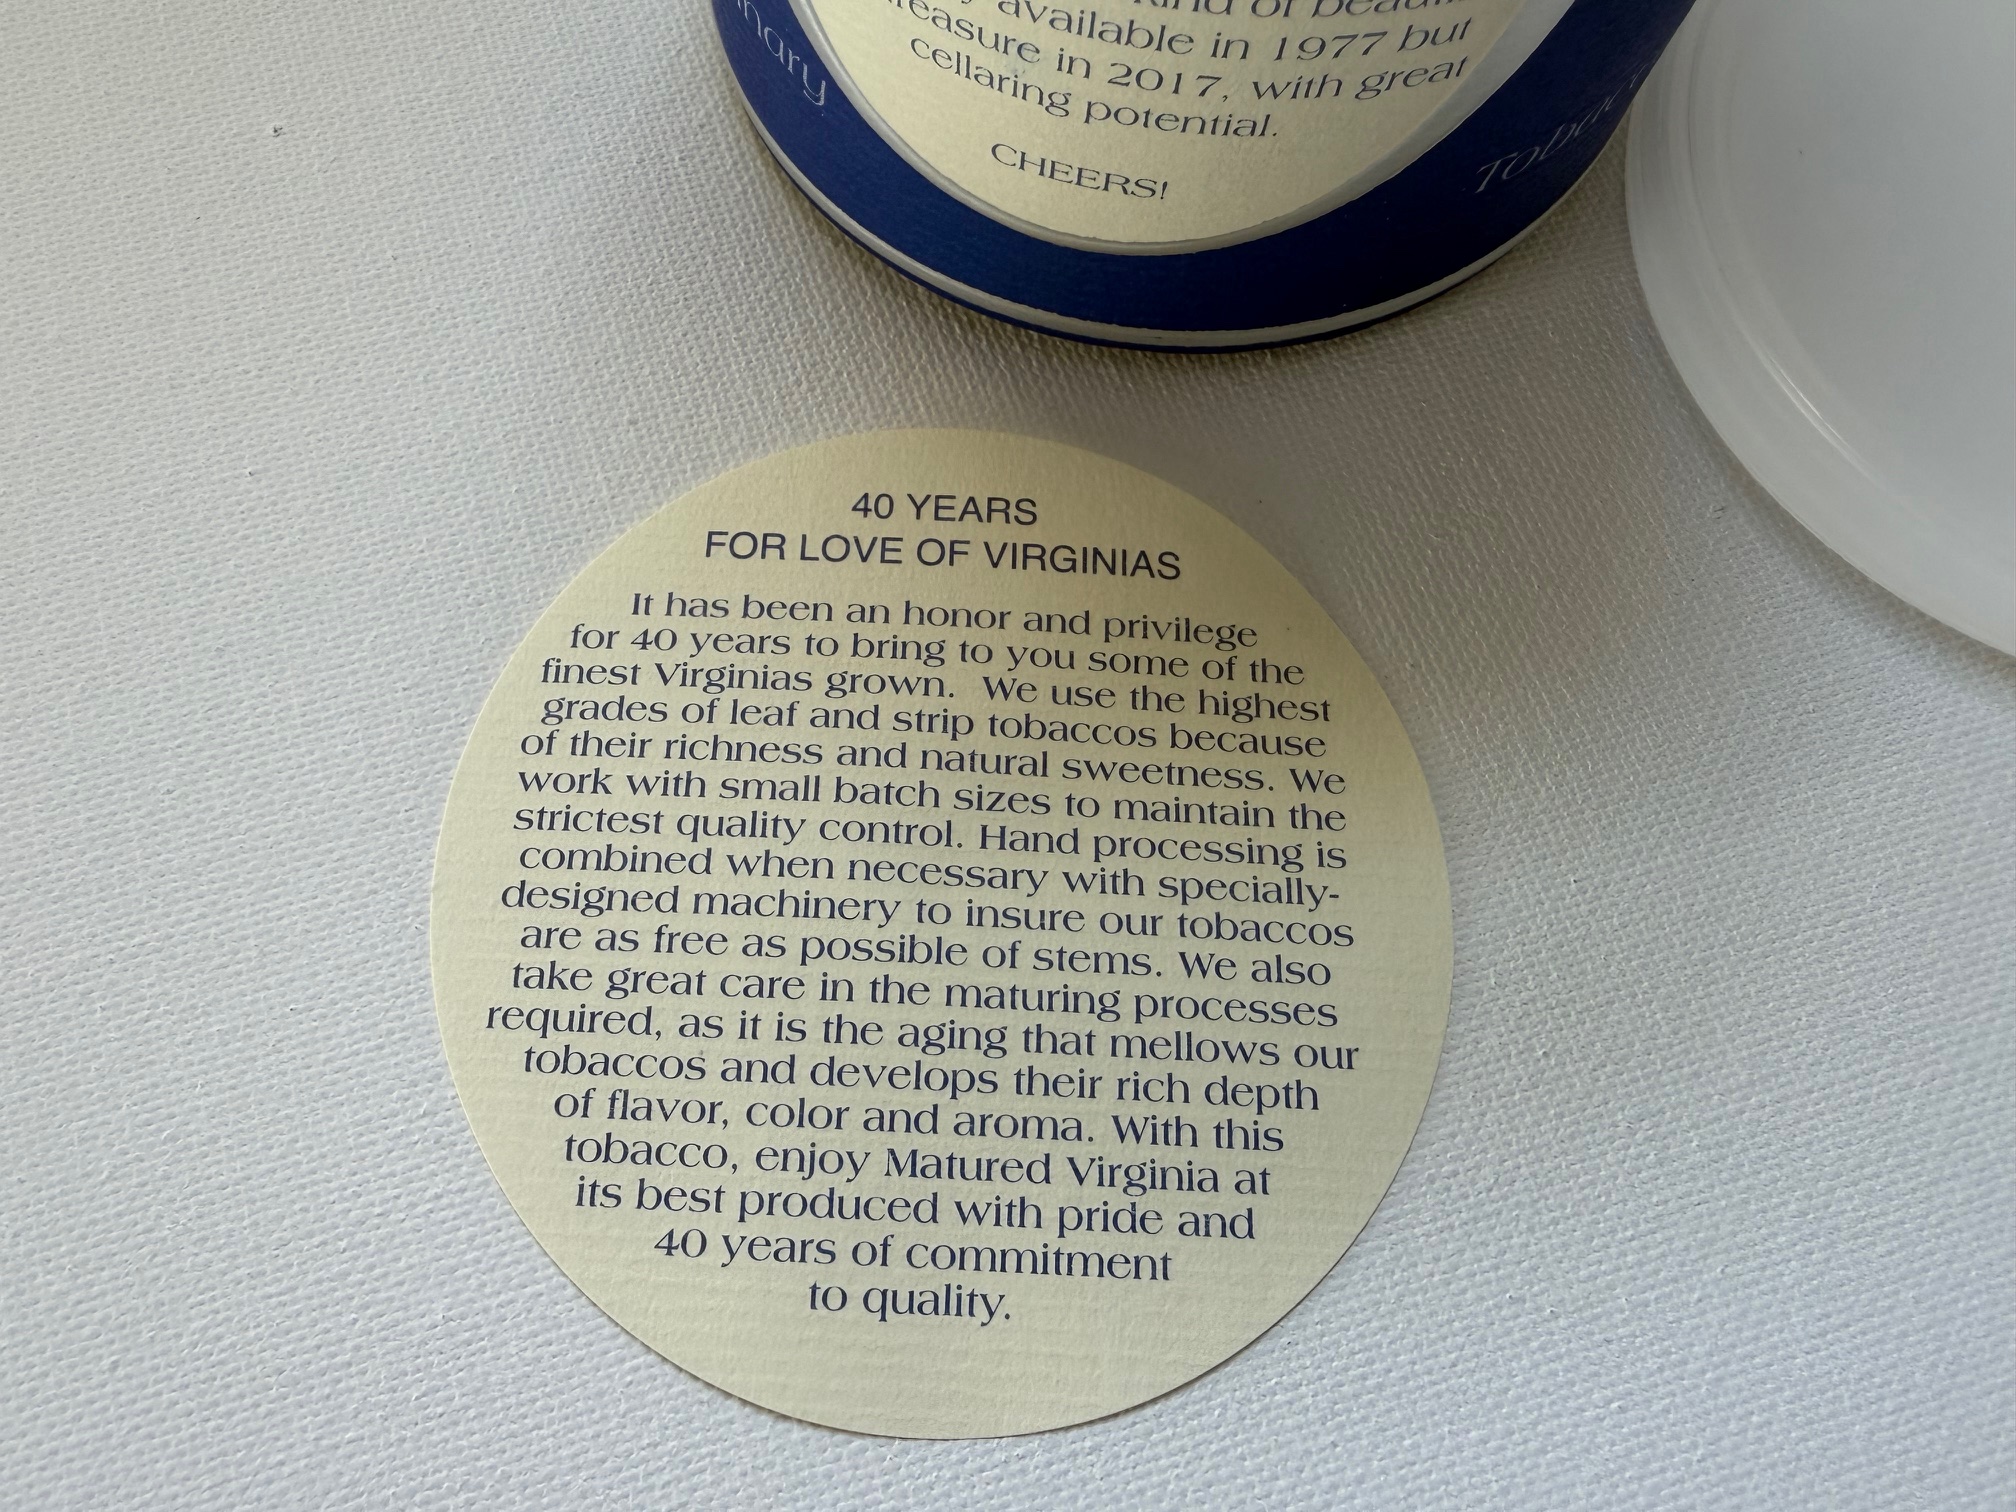 kind of
available in 1977 but
in 2017, with great
cellaring potential.
CHEERS!
40 YEARS
FOR LOVE OF VIRGINIAS
It has been an honor and privilege
for 40 years to bring to you some of the
finest Virginias grown. We use the highest
grades of leaf and strip tobaccos because
of their richness and natural sweetness. We
work with small batch sizes to maintain the
strictest quality control. Hand processing is
combined when necessary with specially-
designed machinery to insure our tobaccos
are as free as possible of stems. We also
take great care in the maturing processes
required, as it is the aging that mellows our
tobaccos and develops their rich depth
of flavor, color and aroma. With this
tobacco, enjoy Matured Virginia at
its best produced with pride and
40 years of commitment
to quality.